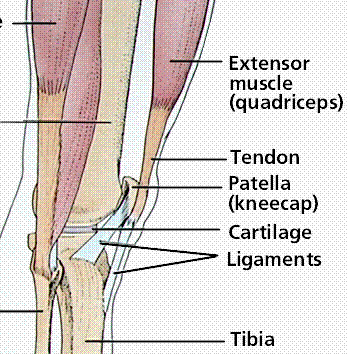 e
Extensor
muscle
(quadriceps)
Tendon
Patella
(kneecap)
Cartilage
Ligaments
Tibia